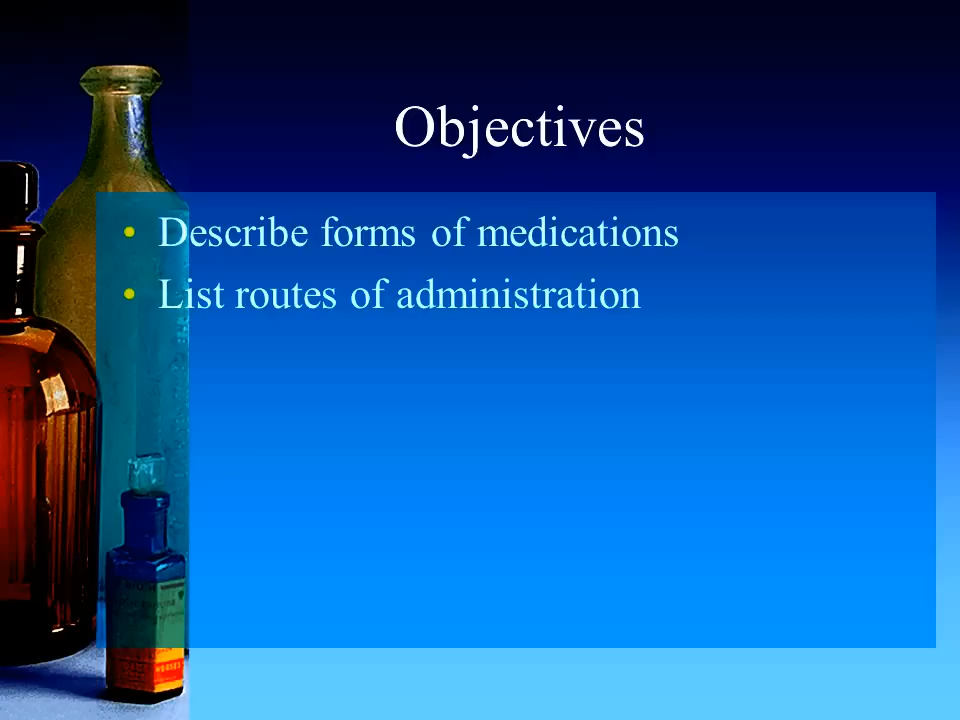 Objectives
• Describe forms of medications
• List routes of administration